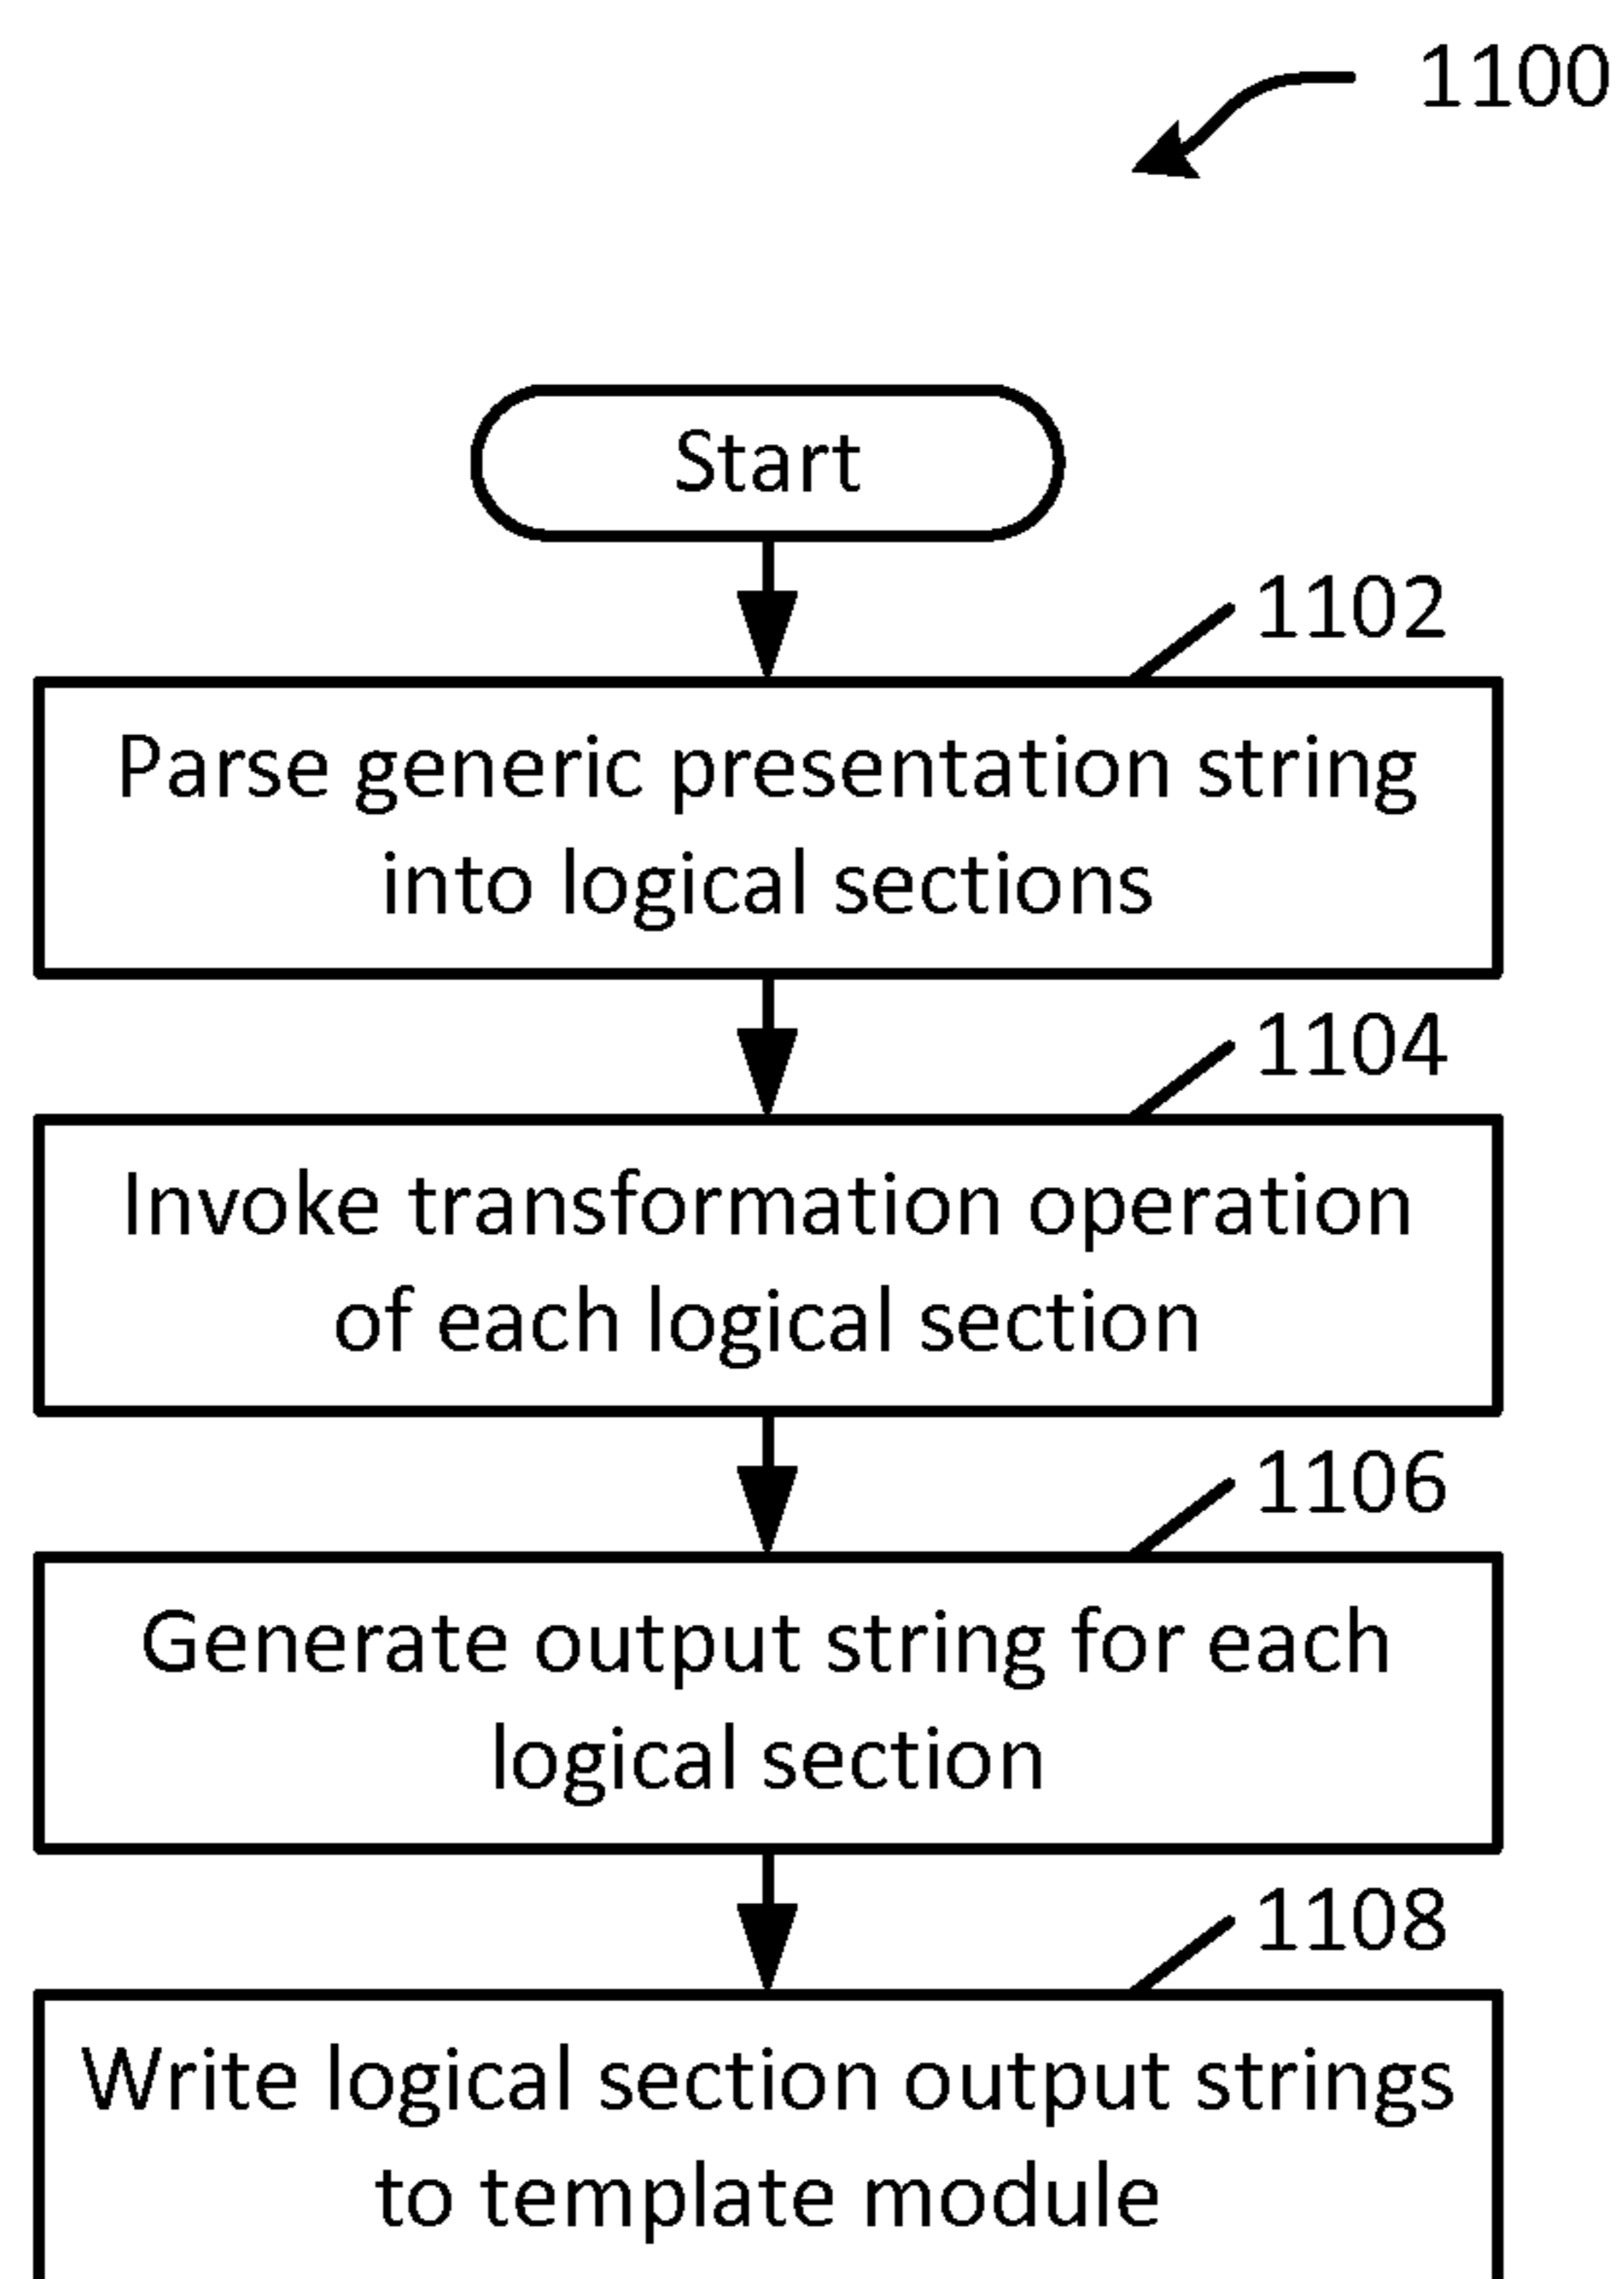 1100
Start
1102
Parse generic presentation string
into logical sections
1104
Invoke transformation operation
of each logical section
1106
Generate output string for each
logical section
1108
Write logical section output strings
to template module